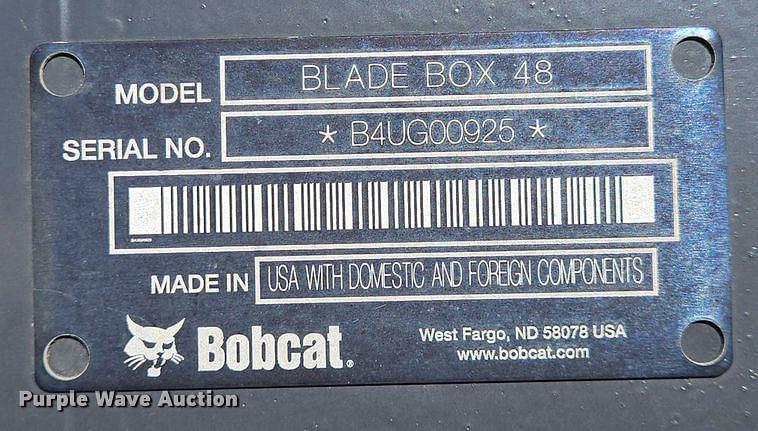 MODEL BLADE BOX 48
SERIAL NO. * B4UG00925 *
MADE IN USA WITH DOMESTIC AND FOREIGN COMPONENTS
Bobcat®
West Fargo, ND 58078 USA
www.bobcat.com
Purple Wave Auction